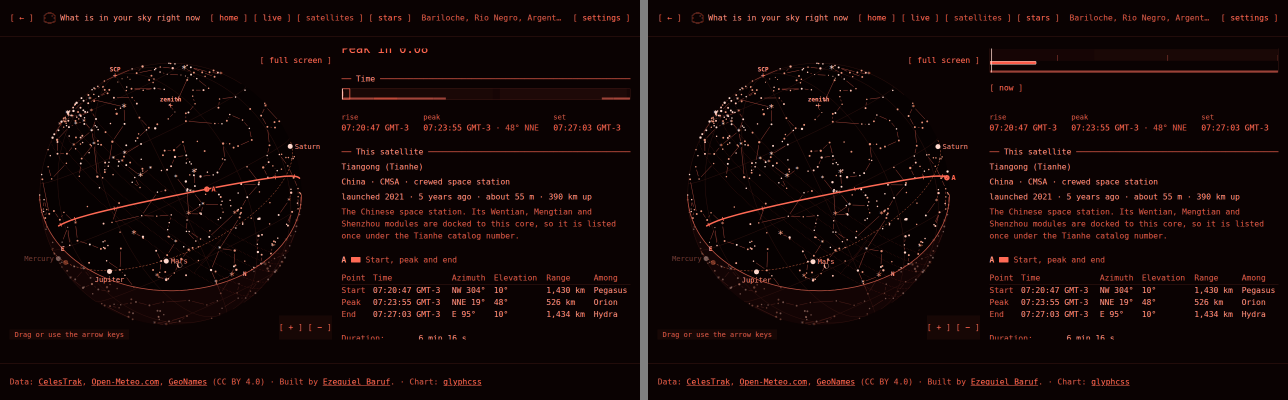 [ ← ] What is in your sky right now [ home ] [ live ] [ satellites ] [ stars ] Bariloche, Río Negro, Argent… [ settings ]
Peak in 0:08
[ full screen ]
SCP
Time
zenith
rise peak set
07:20:47 GMT-3 07:23:55 GMT-3 · 48° NNE 07:27:03 GMT-3
Saturn
This satellite
Tiangong (Tianhe)
China · CMSA · crewed space station
A
launched 2021 · 5 years ago · about 55 m · 390 km up
The Chinese space station. Its Wentian, Mengtian and
Shenzhou modules are docked to this core, so it is listed
once under the Tianhe catalog number.
E
Mercury
Mars
A Start, peak and end
N
Jupiter
Point Time Azimuth Elevation Range Among
Start 07:20:47 GMT-3 NW 304° 10° 1,430 km Pegasus
Peak 07:23:55 GMT-3 NNE 19° 48° 526 km Orion
End 07:27:03 GMT-3 E 95° 10° 1,434 km Hydra
[ + ] [ − ]
Drag or use the arrow keys
Duration: 6 min 16 s
Data: CelesTrak, Open-Meteo.com, GeoNames (CC BY 4.0) · Built by Ezequiel Baruf. · Chart: glyphcss
[ ← ] What is in your sky right now [ home ] [ live ] [ satellites ] [ stars ] Bariloche, Río Negro, Argent… [ settings ]
[ full screen ]
SCP
[ now ]
zenith
rise peak set
07:20:47 GMT-3 07:23:55 GMT-3 · 48° NNE 07:27:03 GMT-3
Saturn
This satellite
Tiangong (Tianhe)
A
China · CMSA · crewed space station
launched 2021 · 5 years ago · about 55 m · 390 km up
The Chinese space station. Its Wentian, Mengtian and
Shenzhou modules are docked to this core, so it is listed
once under the Tianhe catalog number.
E
Mercury
Mars
A Start, peak and end
N
Jupiter
Point Time Azimuth Elevation Range Among
Start 07:20:47 GMT-3 NW 304° 10° 1,430 km Pegasus
Peak 07:23:55 GMT-3 NNE 19° 48° 526 km Orion
End 07:27:03 GMT-3 E 95° 10° 1,434 km Hydra
[ + ] [ − ]
Drag or use the arrow keys
Duration: 6 min 16 s
Data: CelesTrak, Open-Meteo.com, GeoNames (CC BY 4.0) · Built by Ezequiel Baruf. · Chart: glyphcss